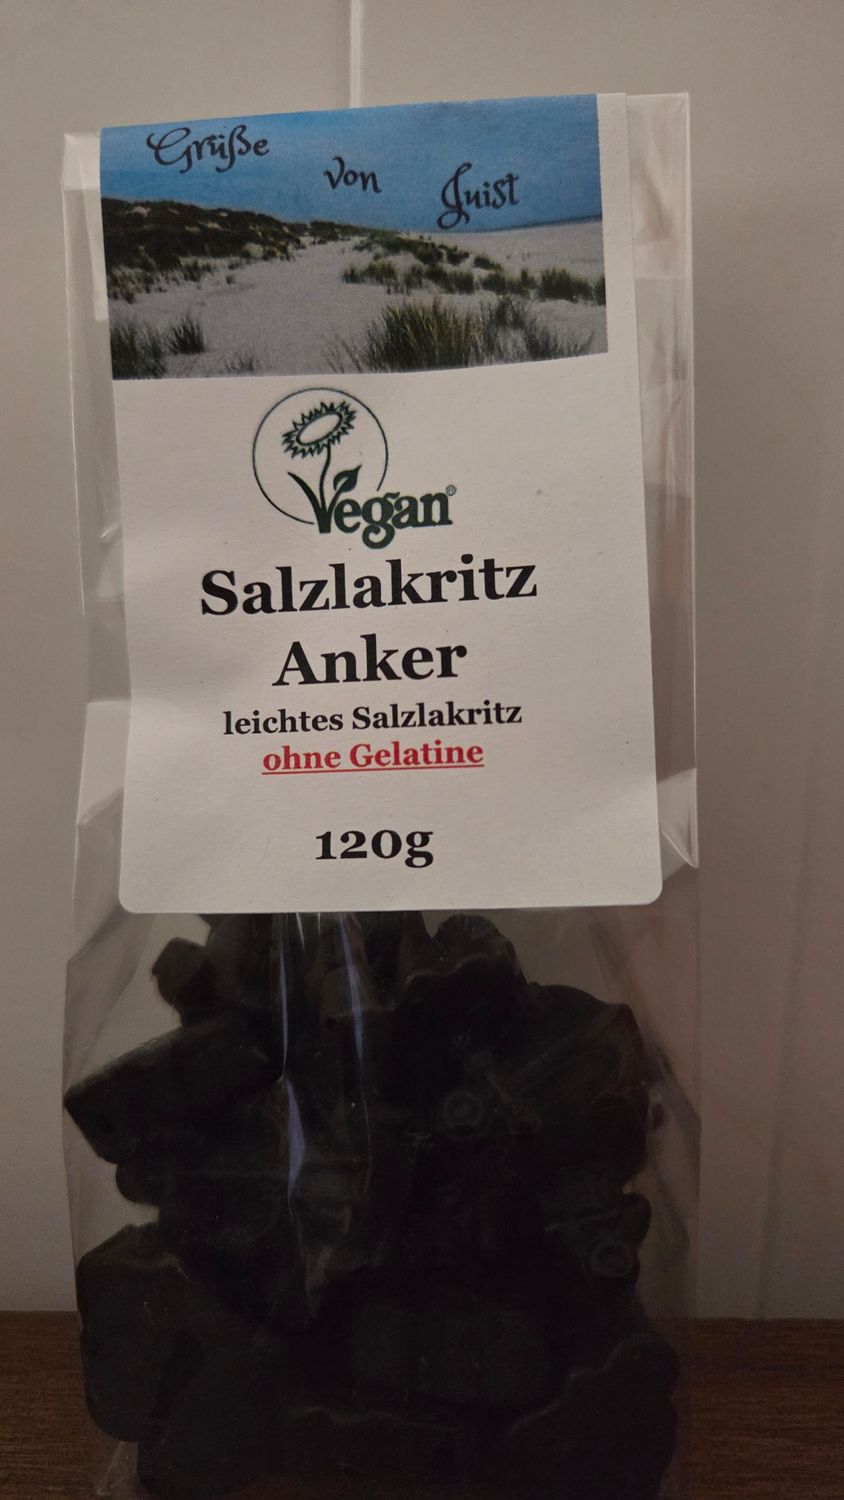 Grüße von Juist
Vegan®
Salzlakritz
Anker
leichtes Salzlakritz
ohne Gelatine
120g